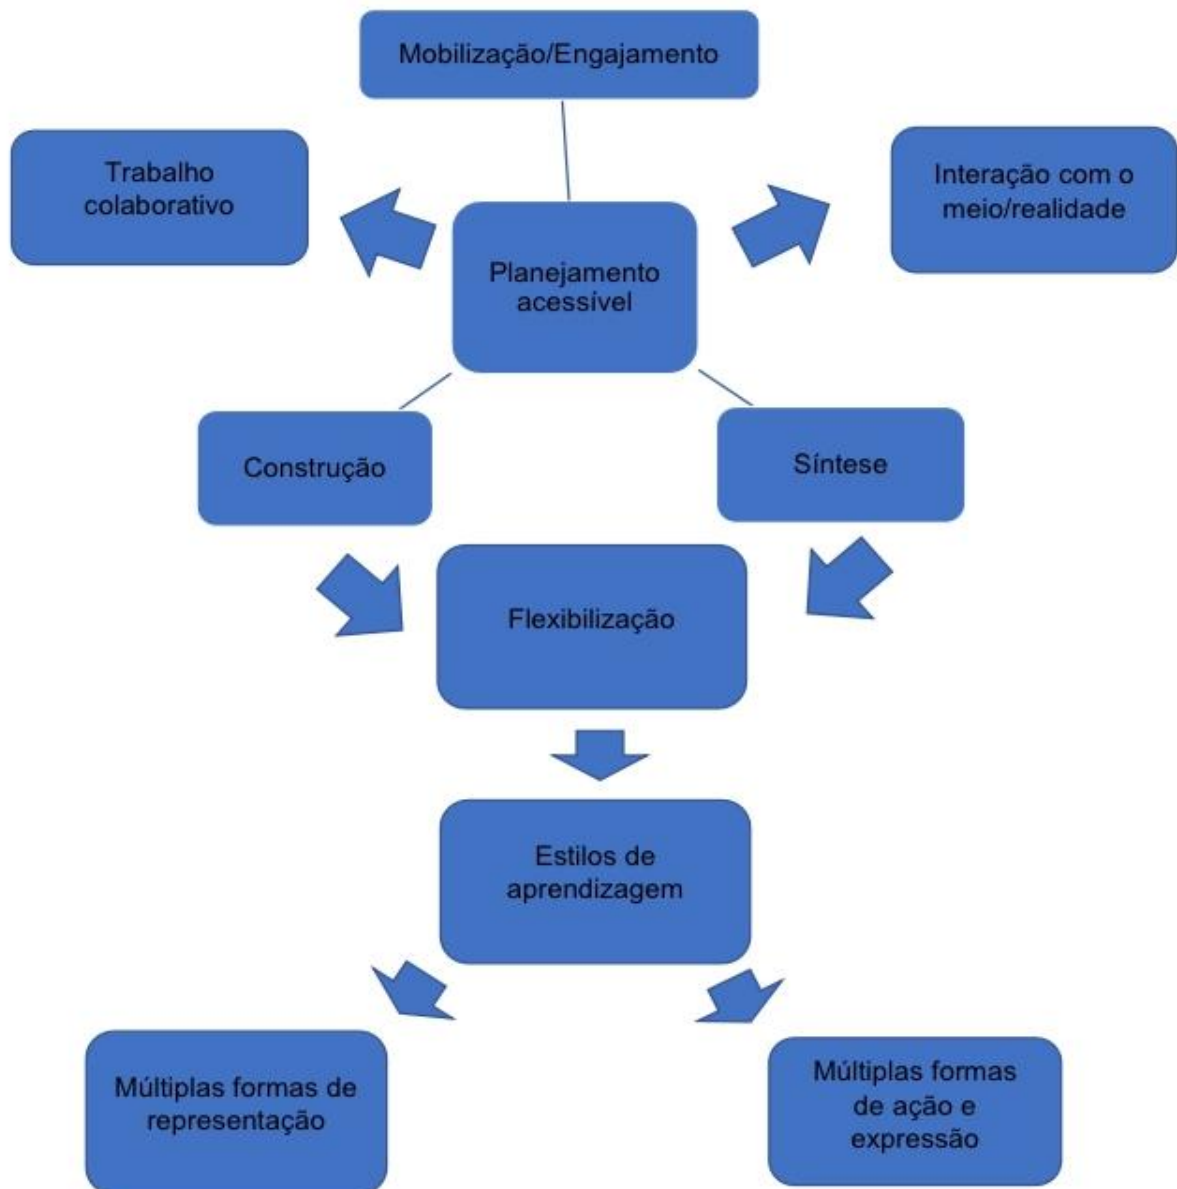 Mobilização/Engajamento
Trabalho
colaborativo
Interação com o
meio/realidade
Planejamento
acessível
Construção
Síntese
Flexibilização
Estilos de
aprendizagem
Múltiplas formas de
representação
Múltiplas formas
de ação e
expressão